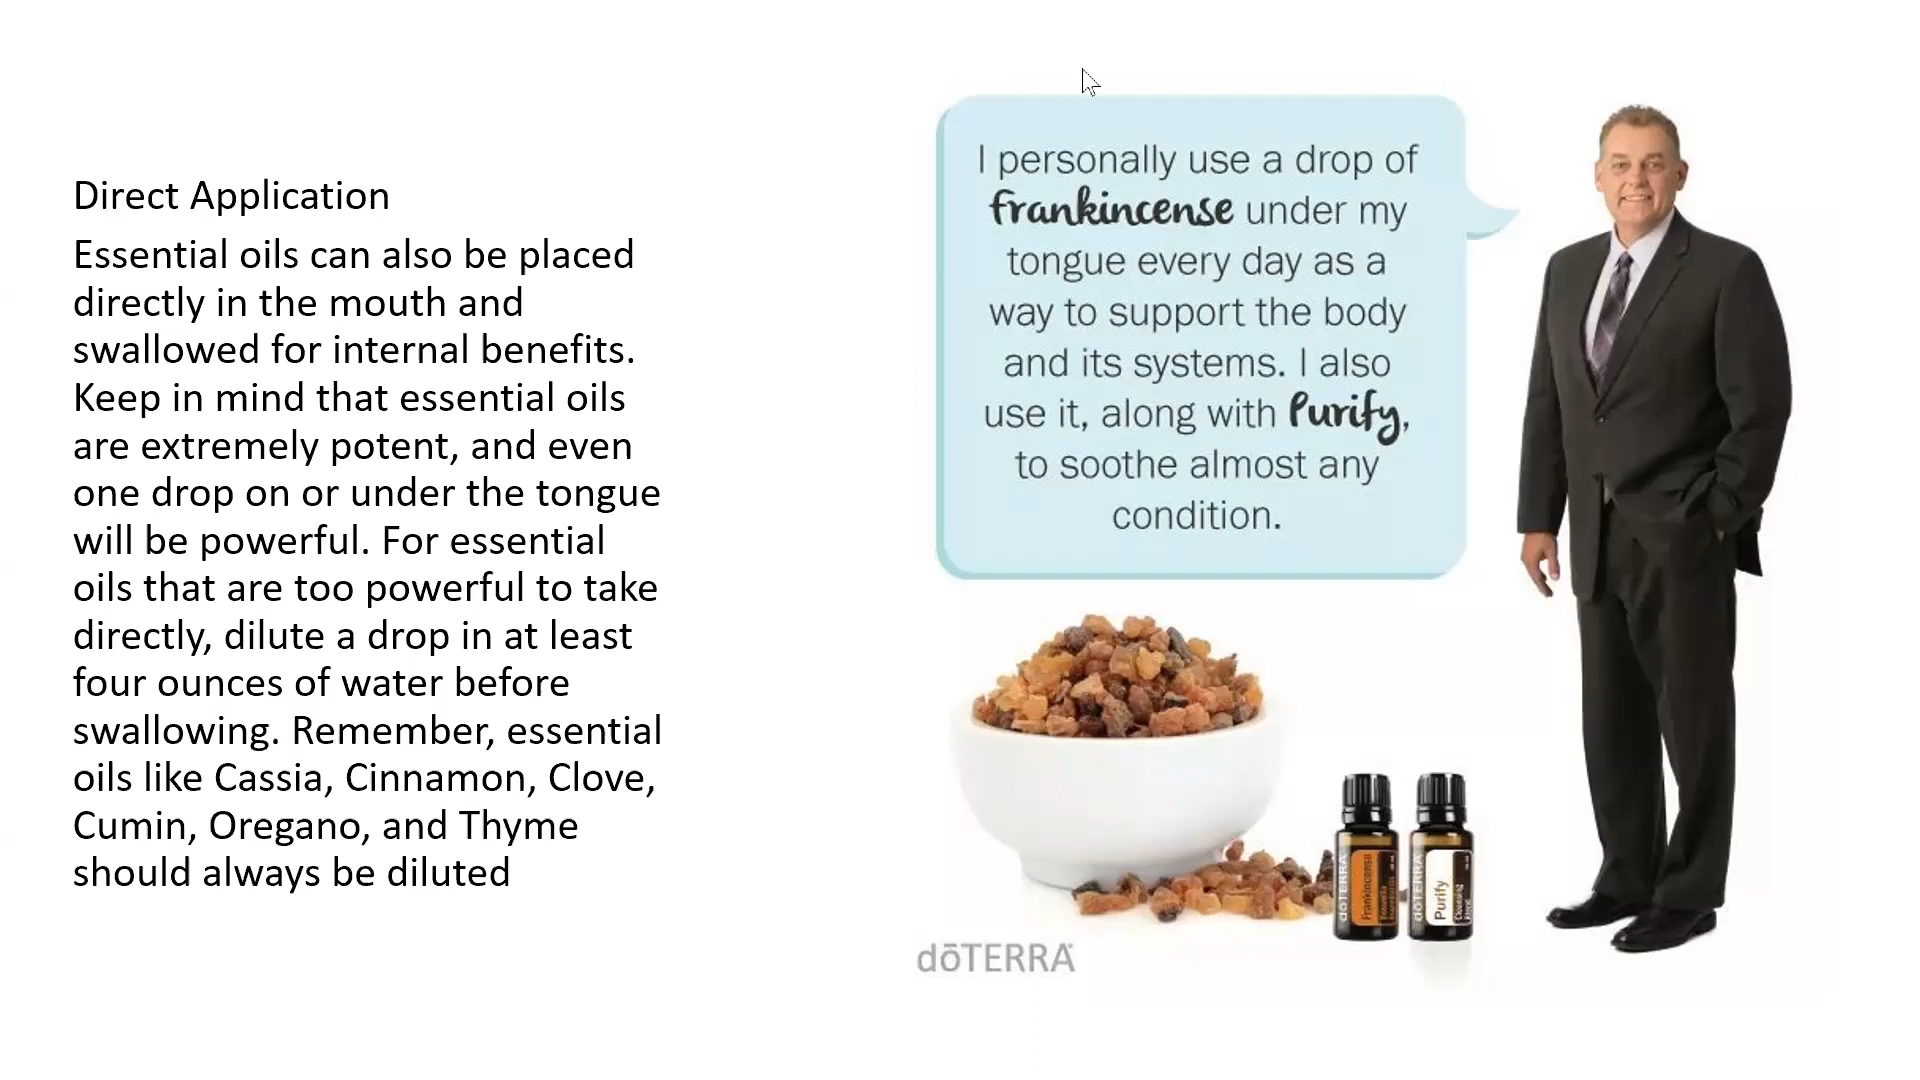 Direct Application
Essential oils can also be placed
directly in the mouth and
swallowed for internal benefits.
Keep in mind that essential oils
are extremely potent, and even
one drop on or under the tongue
will be powerful. For essential
oils that are too powerful to take
directly, dilute a drop in at least
four ounces of water before
swallowing. Remember, essential
oils like Cassia, Cinnamon, Clove,
Cumin, Oregano, and Thyme
should always be diluted
I personally use a drop of
frankincense under my
tongue every day as a
way to support the body
and its systems. I also
use it, along with Purify,
to soothe almost any
condition.
dōTERRA
Frankincense
dōTERRA
Purify
dōTERRA